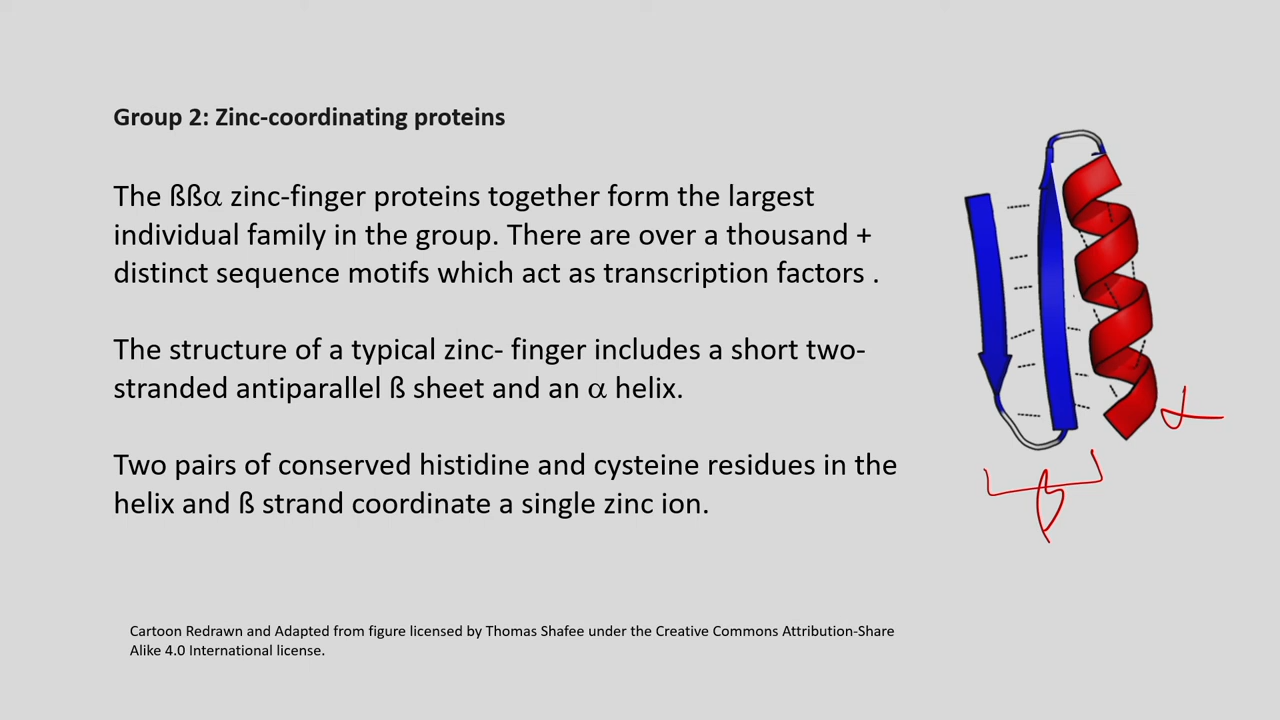 Group 2: Zinc-coordinating proteins
The ßßα zinc-finger proteins together form the largest
individual family in the group. There are over a thousand +
distinct sequence motifs which act as transcription factors .
The structure of a typical zinc- finger includes a short two-
stranded antiparallel ß sheet and an α helix.
Two pairs of conserved histidine and cysteine residues in the
helix and ß strand coordinate a single zinc ion.
α
β
Cartoon Redrawn and Adapted from figure licensed by Thomas Shafee under the Creative Commons Attribution-Share
Alike 4.0 International license.